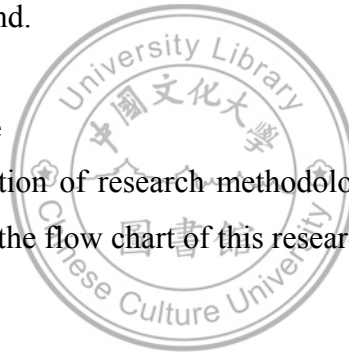 nd.
University Library
中國文化大學
e
tion of research methodolo
圖書館
the flow chart of this resear
Chinese Culture University